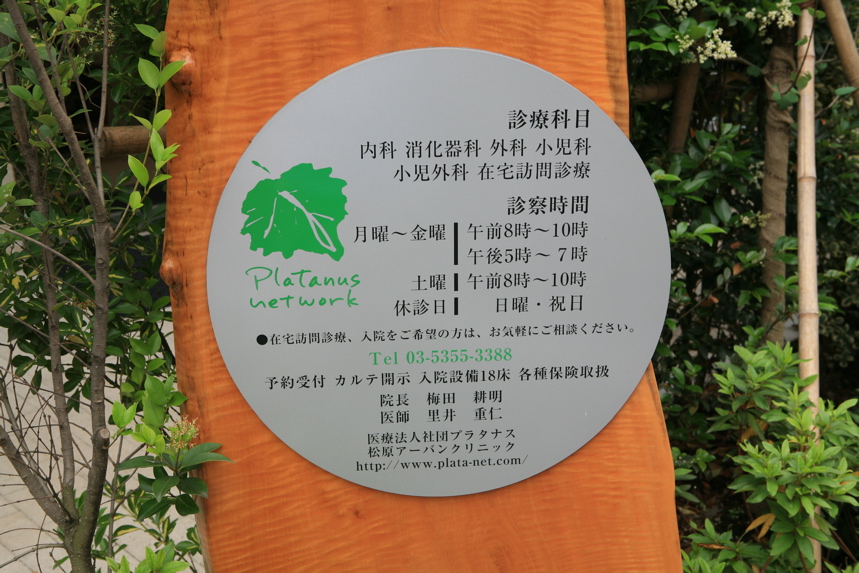 診療科目
内科 消化器科 外科 小児科
小児外科 在宅訪問診療
Platanus
network
診察時間
月曜〜金曜 午前8時〜10時
午後5時〜7時
土曜 午前8時〜10時
休診日 日曜・祝日
●在宅訪問診療、入院をご希望の方は、お気軽にご相談ください。
Tel 03-5355-3388
予約受付 カルテ開示 入院設備18床 各種保険取扱
院長 梅田 耕明
医師 里井 重仁
医療法人社団プラタナス
松原アーバンクリニック
http://www.plata-net.com/